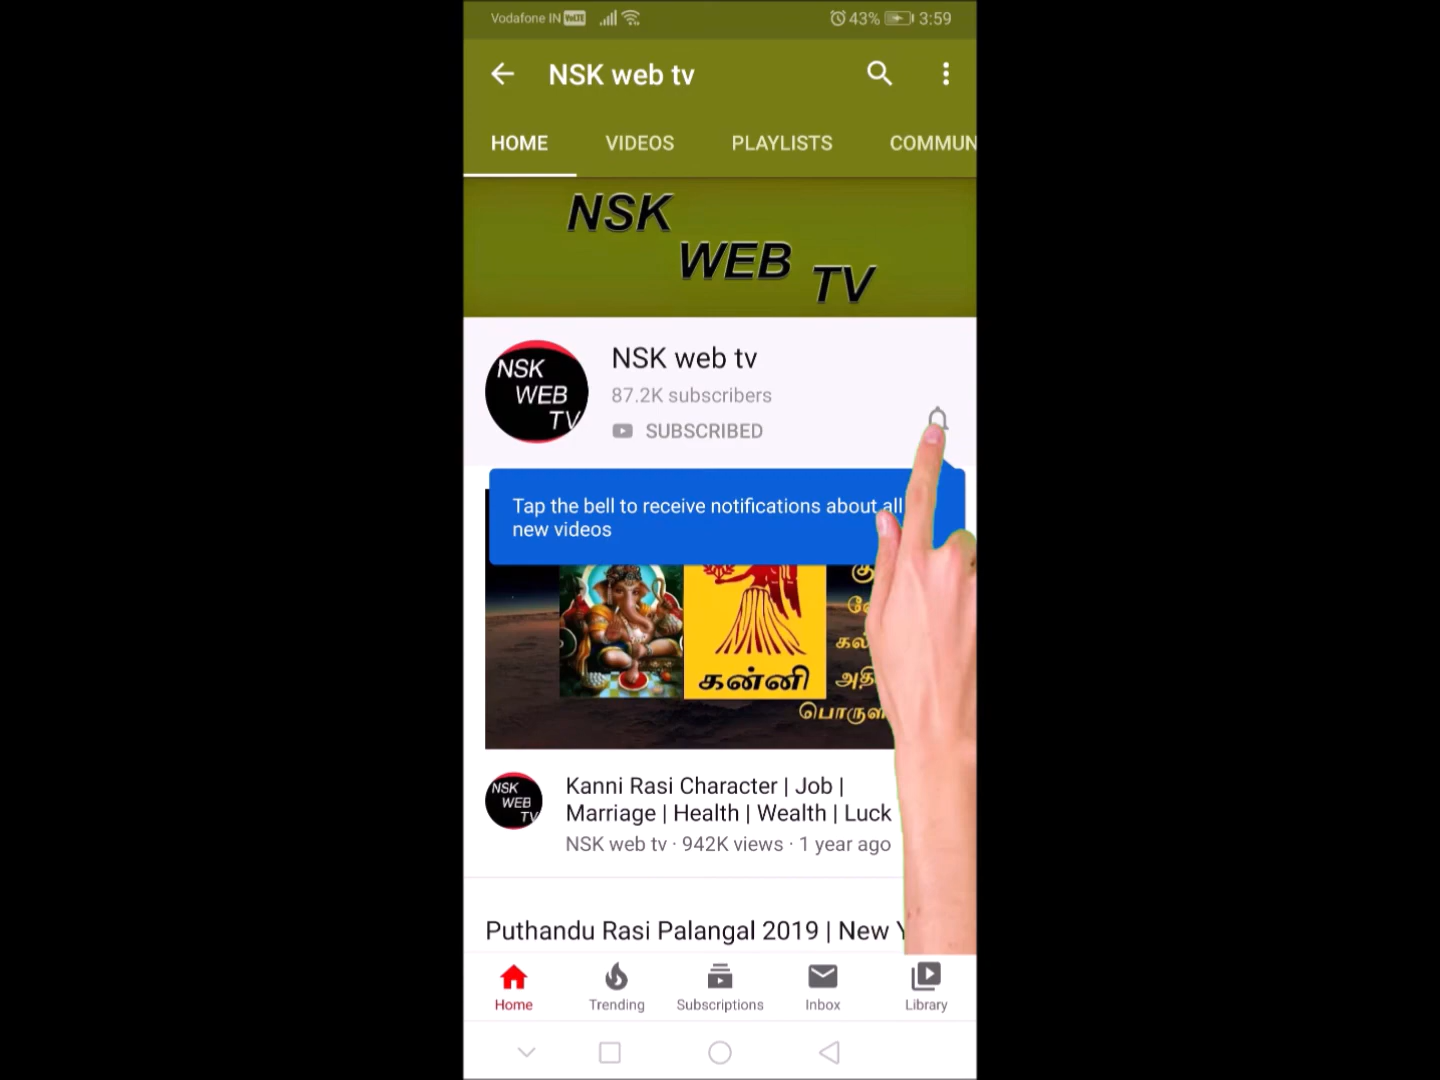 Vodafone IN VoLTE 43% 3:59
NSK web tv
HOME VIDEOS PLAYLISTS COMMUN
NSK
WEB
TV
NSK web tv
87.2K subscribers
SUBSCRIBED
NSK
WEB
TV
Tap the bell to receive notifications about all
new videos
கன்னி
Kanni Rasi Character | Job |
Marriage | Health | Wealth | Luck
NSK web tv · 942K views · 1 year ago
NSK
WEB
TV
Puthandu Rasi Palangal 2019 | New
Home Trending Subscriptions Inbox Library